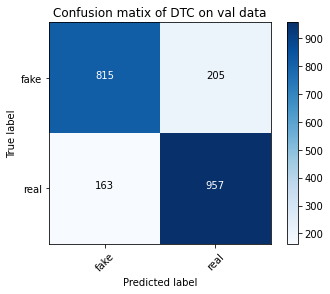 Confusion matix of DTC on val data
fake
815
205
real
163
957
fake
real
True label
Predicted label
900
800
700
600
500
400
300
200